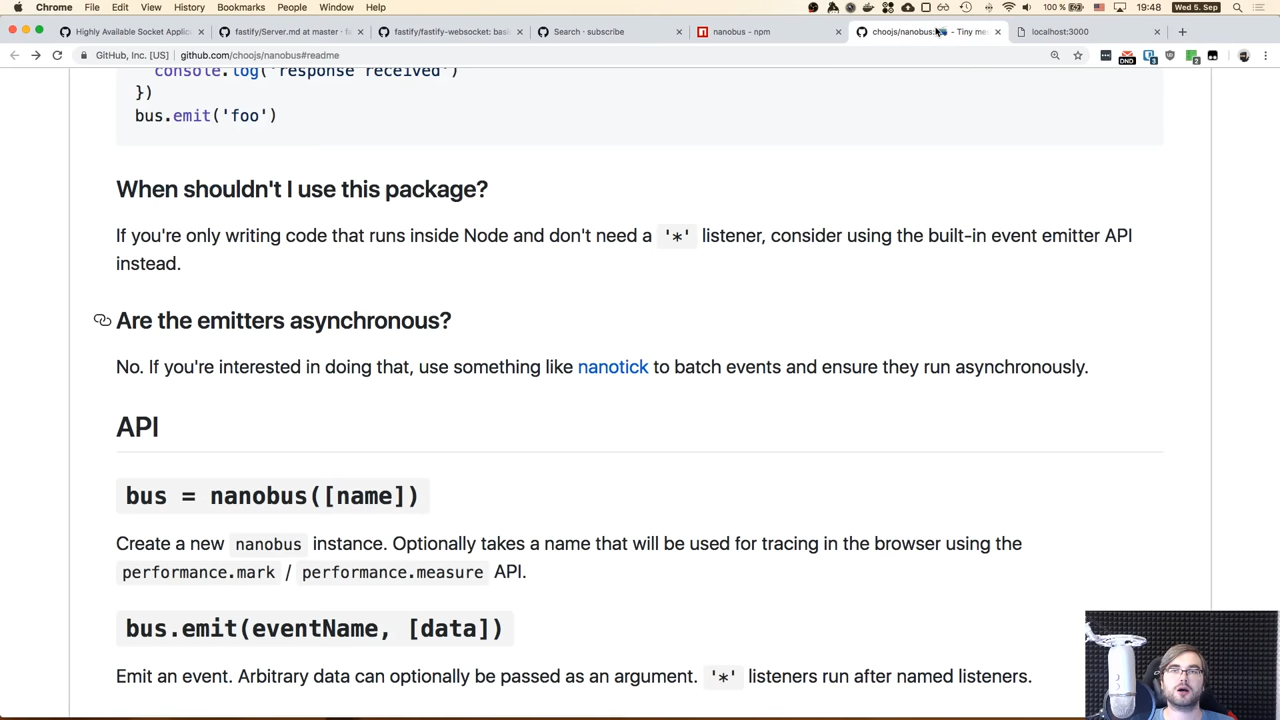 Chrome File Edit View History Bookmarks People Window Help 100 % Wed 5. Sep 19:48
Highly Available Socket Applic
fastify/Server.md at master · fa
fastify/fastify-websocket: basi
Search · subscribe
nanobus - npm
choojs/nanobus: - Tiny me
localhost:3000
GitHub, Inc. [US] github.com/choojs/nanobus#readme
DND 3 2
console.log('response received')
})
bus.emit('foo')
When shouldn't I use this package?
If you're only writing code that runs inside Node and don't need a '*' listener, consider using the built-in event emitter API
instead.
Are the emitters asynchronous?
No. If you're interested in doing that, use something like nanotick to batch events and ensure they run asynchronously.
API
bus = nanobus([name])
Create a new nanobus instance. Optionally takes a name that will be used for tracing in the browser using the
performance.mark / performance.measure API.
bus.emit(eventName, [data])
Emit an event. Arbitrary data can optionally be passed as an argument. '*' listeners run after named listeners.